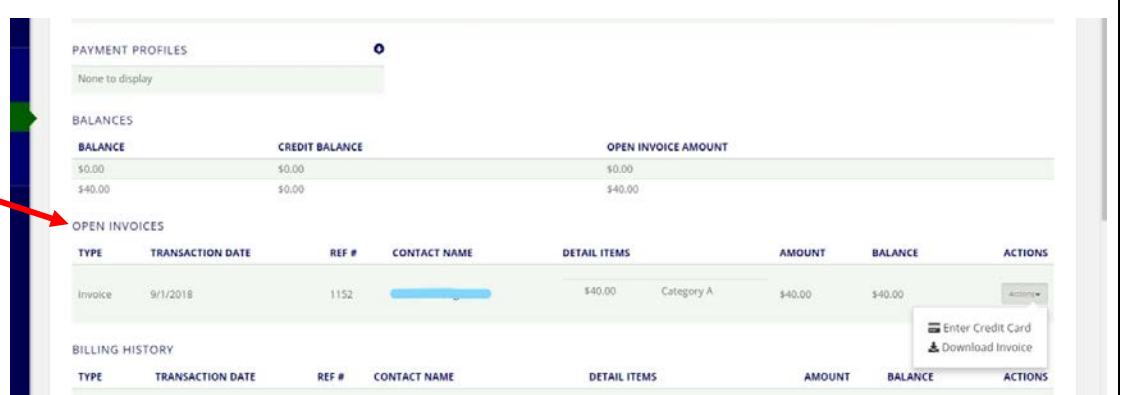 PAYMENT PROFILES
None to display
BALANCES
BALANCE CREDIT BALANCE OPEN INVOICE AMOUNT
$0.00 $0.00 $0.00
$40.00 $0.00 $40.00
OPEN INVOICES
TYPE TRANSACTION DATE REF # CONTACT NAME DETAIL ITEMS AMOUNT BALANCE ACTIONS
Invoice 9/1/2018 1152 $40.00 Category A $40.00 $40.00 Actions
Enter Credit Card
Download Invoice
BILLING HISTORY
TYPE TRANSACTION DATE REF # CONTACT NAME DETAIL ITEMS AMOUNT BALANCE ACTIONS